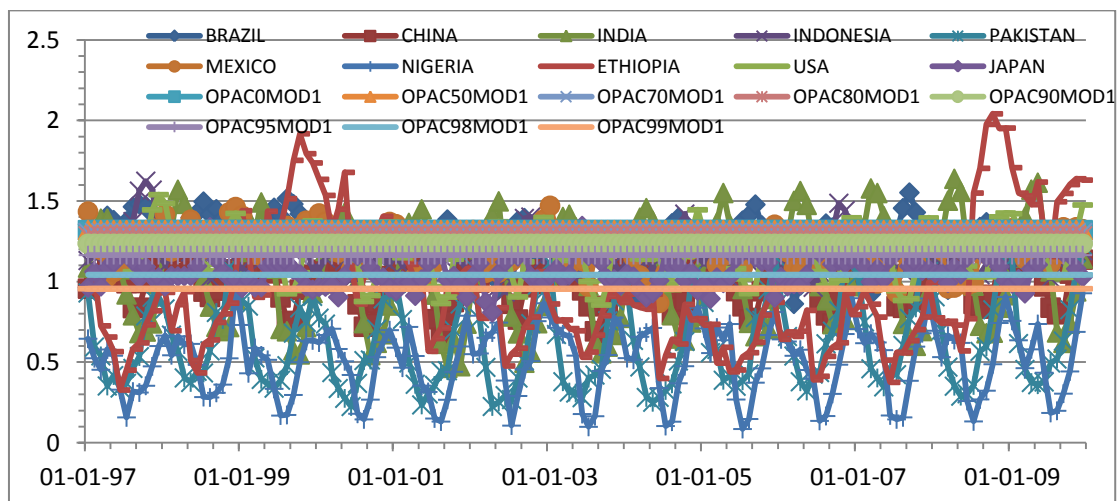 2.5
BRAZIL CHINA INDIA INDONESIA PAKISTAN
MEXICO NIGERIA ETHIOPIA USA JAPAN
2
OPAC0MOD1 OPAC50MOD1 OPAC70MOD1 OPAC80MOD1 OPAC90MOD1
OPAC95MOD1 OPAC98MOD1 OPAC99MOD1
1.5
1
0.5
0
01-01-97 01-01-99 01-01-01 01-01-03 01-01-05 01-01-07 01-01-09